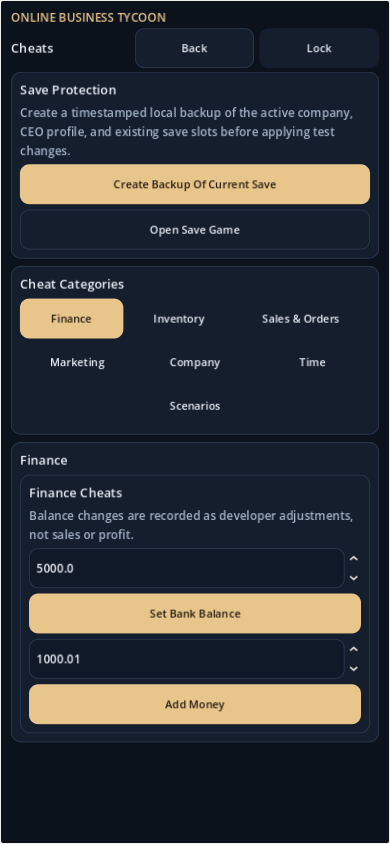 ONLINE BUSINESS TYCOON
Cheats
Back
Lock
Save Protection
Create a timestamped local backup of the active company,
CEO profile, and existing save slots before applying test
changes.
Create Backup Of Current Save
Open Save Game
Cheat Categories
Finance
Inventory
Sales & Orders
Marketing
Company
Time
Scenarios
Finance
Finance Cheats
Balance changes are recorded as developer adjustments,
not sales or profit.
5000.0
Set Bank Balance
1000.01
Add Money